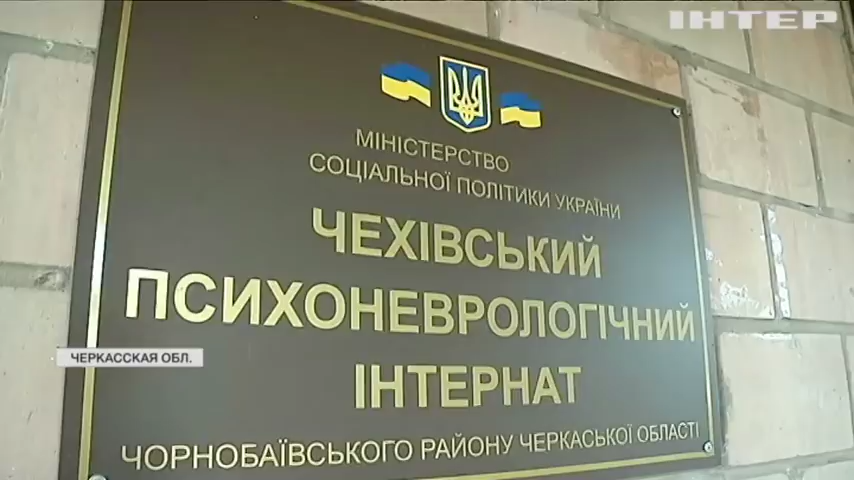 ІНТЕР
МІНІСТЕРСТВО
СОЦІАЛЬНОЇ ПОЛІТИКИ УКРАЇНИ
ЧЕХІВСЬКИЙ
ПСИХОНЕВРОЛОГІЧНИЙ
ІНТЕРНАТ
ЧЕРКАССКАЯ ОБЛ.
ЧОРНОБАЇВСЬКОГО РАЙОНУ ЧЕРКАСЬКОЇ ОБЛАСТІ